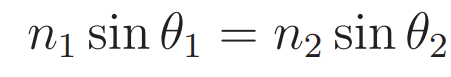 n₁ sin θ₁ = n₂ sin θ₂